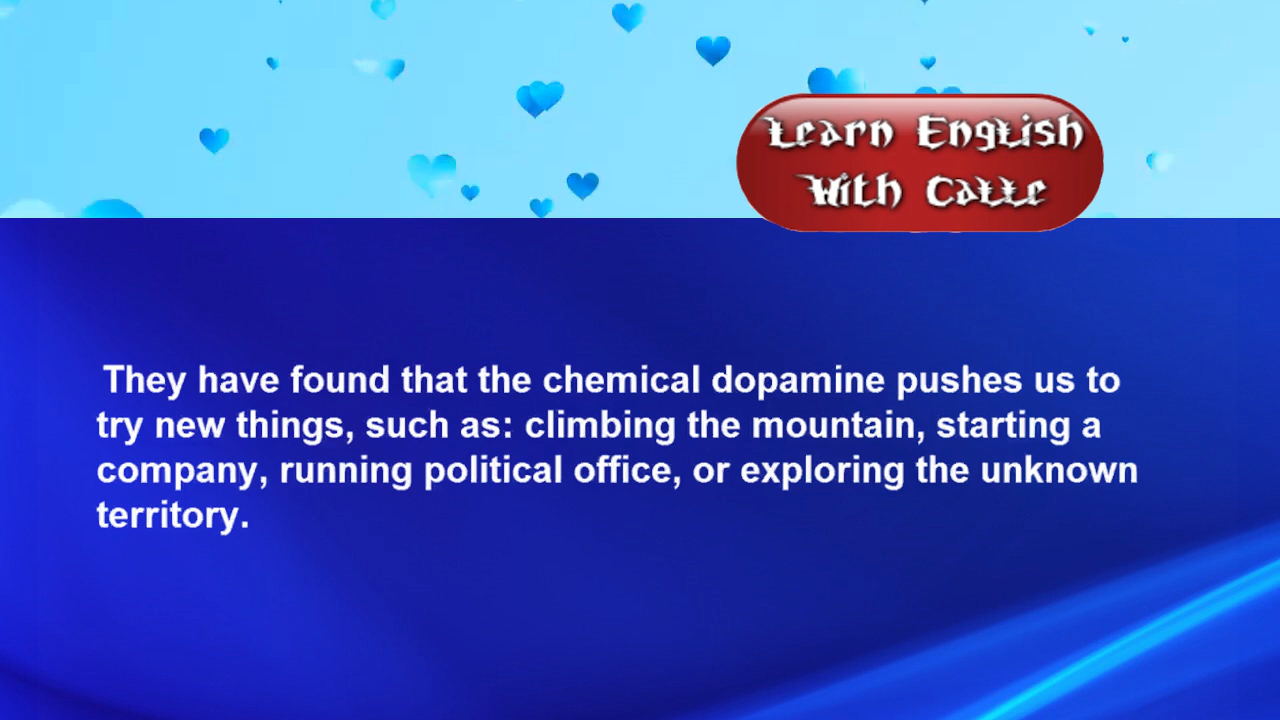 Learn English
With Catte
They have found that the chemical dopamine pushes us to
try new things, such as: climbing the mountain, starting a
company, running political office, or exploring the unknown
territory.